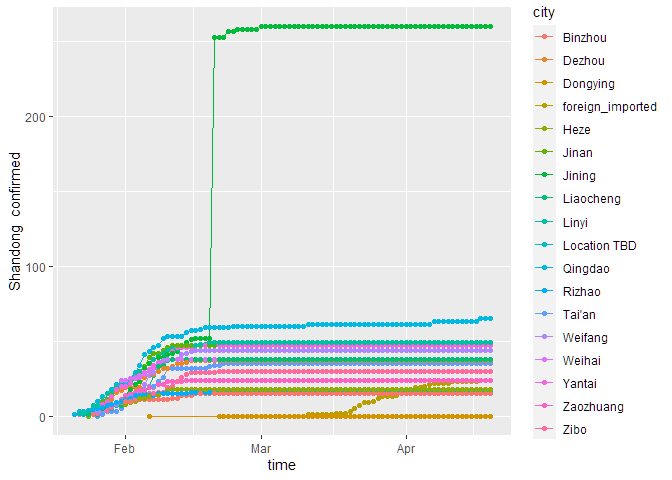 city
Binzhou
Dezhou
Dongying
foreign_imported
Heze
Jinan
Jining
Liaocheng
Linyi
Location TBD
Qingdao
Rizhao
Tai'an
Weifang
Weihai
Yantai
Zaozhuang
Zibo
Shandong confirmed
200
100
0
Feb
Mar
Apr
time